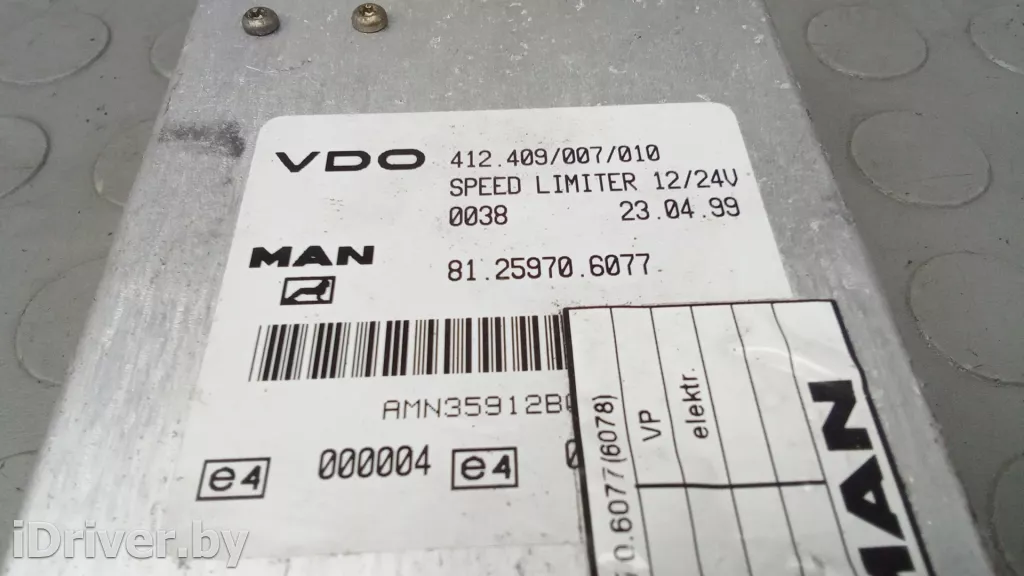 VDO 412.409/007/010
SPEED LIMITER 12/24V
0038 23.04.99
MAN 81.25970.6077
AMN35912B
e4 000004 e4
0.6077(6078)
VP
elektr.
MAN
iDriver.by